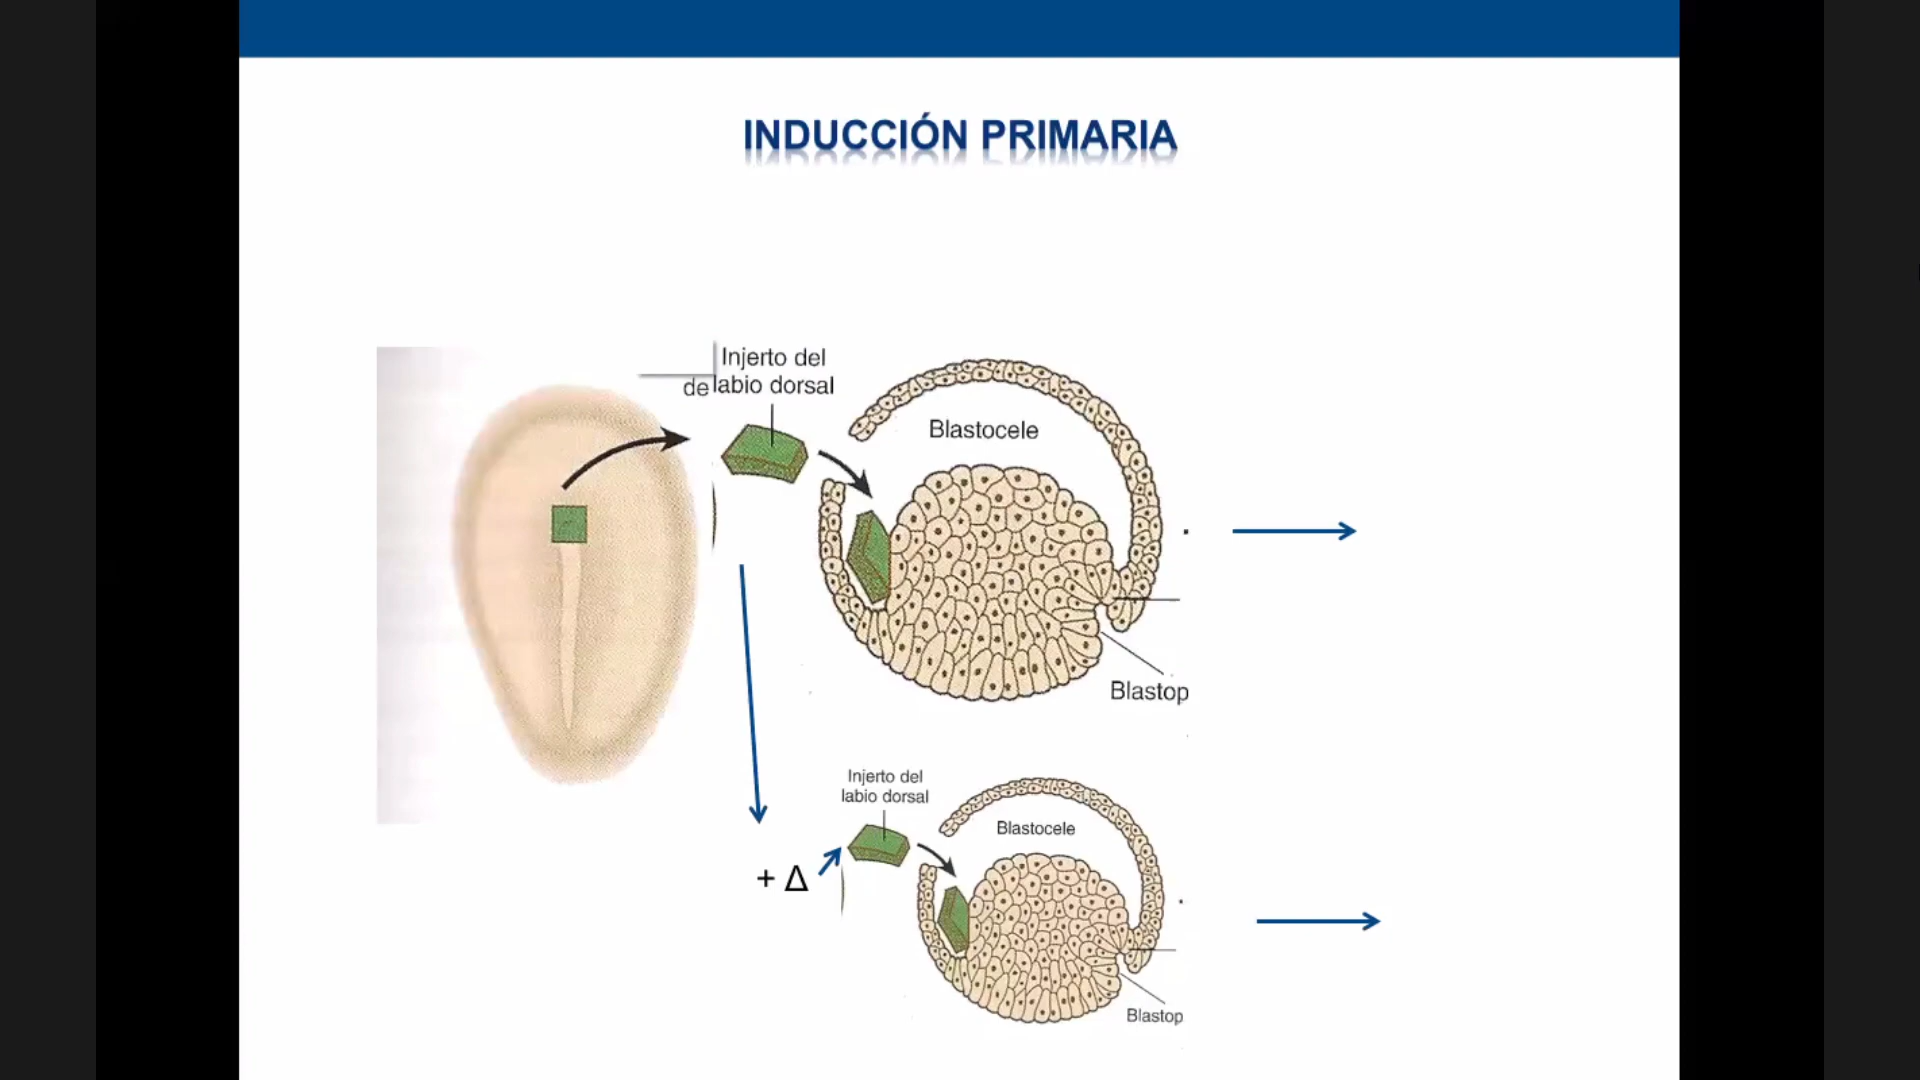 INDUCCIÓN PRIMARIA
Injerto del
de labio dorsal
Blastocele
Blastop
Injerto del
labio dorsal
Blastocele
+ Δ
Blastop